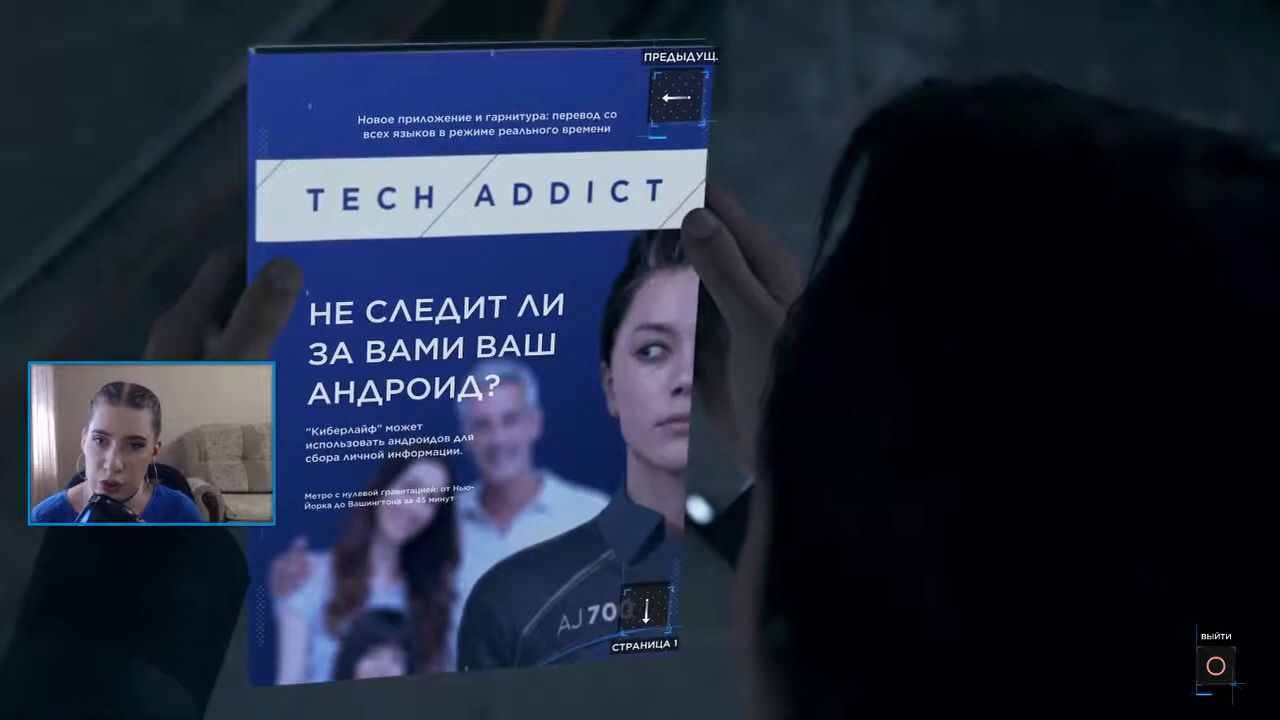 ПРЕДЫДУЩ.
Новое приложение и гарнитура: перевод со
всех языков в режиме реального времени
TECH ADDICT
НЕ СЛЕДИТ ЛИ
ЗА ВАМИ ВАШ
АНДРОИД?
"Киберлайф" может
использовать андроидов для
сбора личной информации.
Метро с нулевой гравитацией: от Нью-
Йорка до Вашингтона за 45 минут
AJ700
СТРАНИЦА 1
ВЫЙТИ